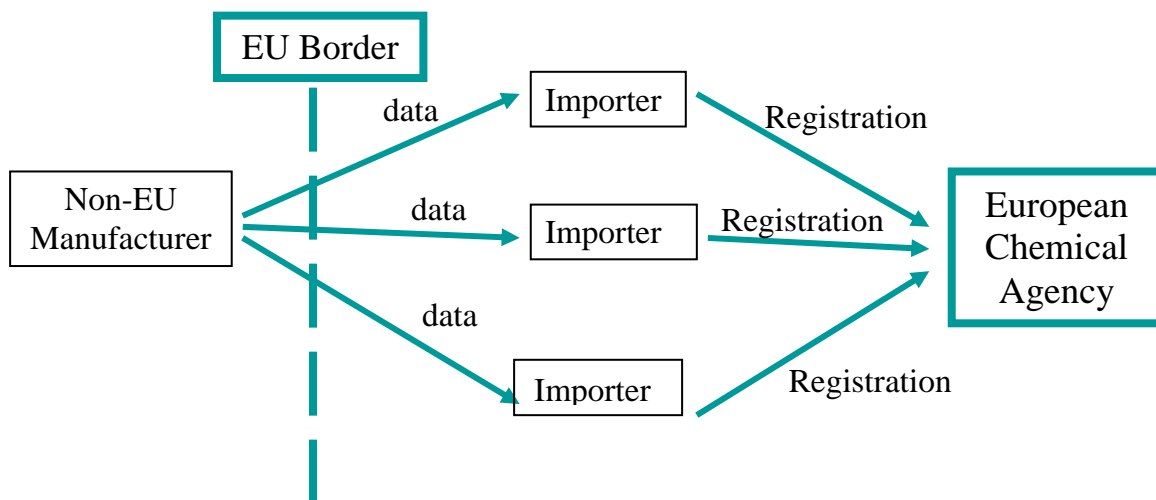 EU Border
data
Importer
Registration
Non-EU
Manufacturer
data
Importer
Registration
European
Chemical
Agency
data
Importer
Registration